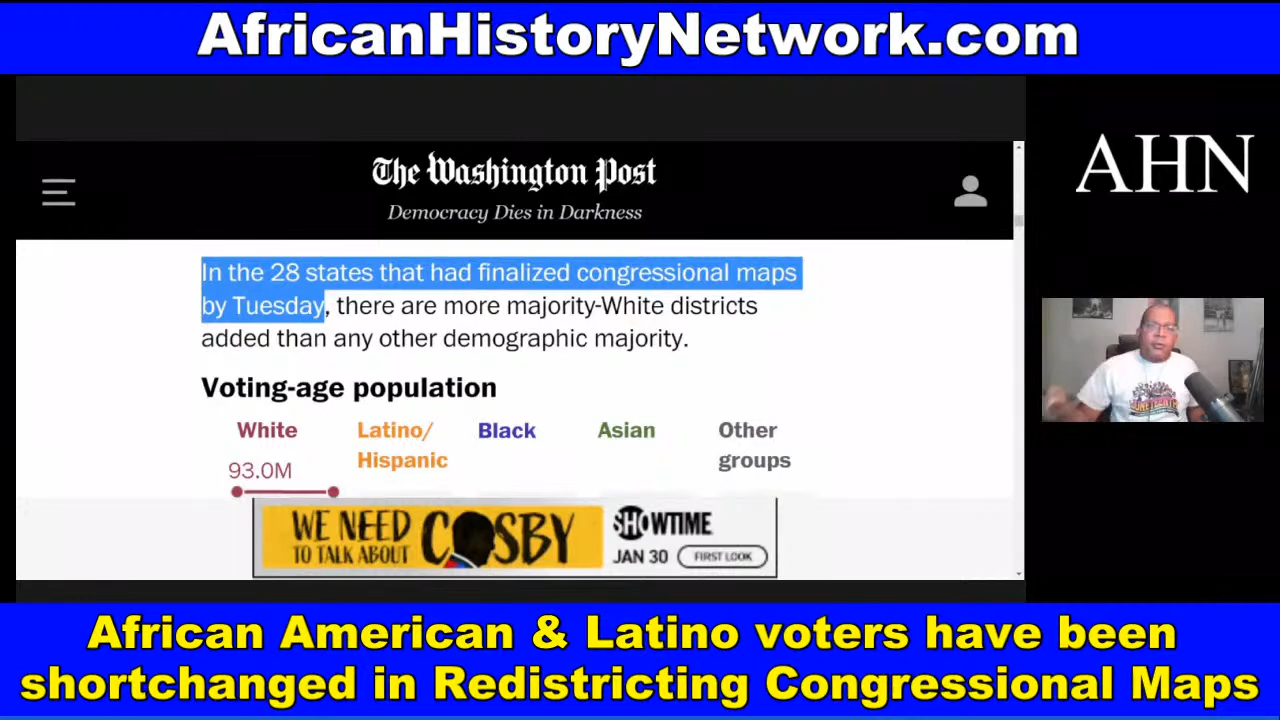 AfricanHistoryNetwork.com
AHN
The Washington Post
Democracy Dies in Darkness
In the 28 states that had finalized congressional maps
by Tuesday, there are more majority-White districts
added than any other demographic majority.
Voting-age population
White
Latino/
Hispanic
Black
Asian
Other
groups
93.0M
WE NEED
TO TALK ABOUT
COSBY
SHOWTIME
JAN 30
FIRST LOOK
African American & Latino voters have been
shortchanged in Redistricting Congressional Maps